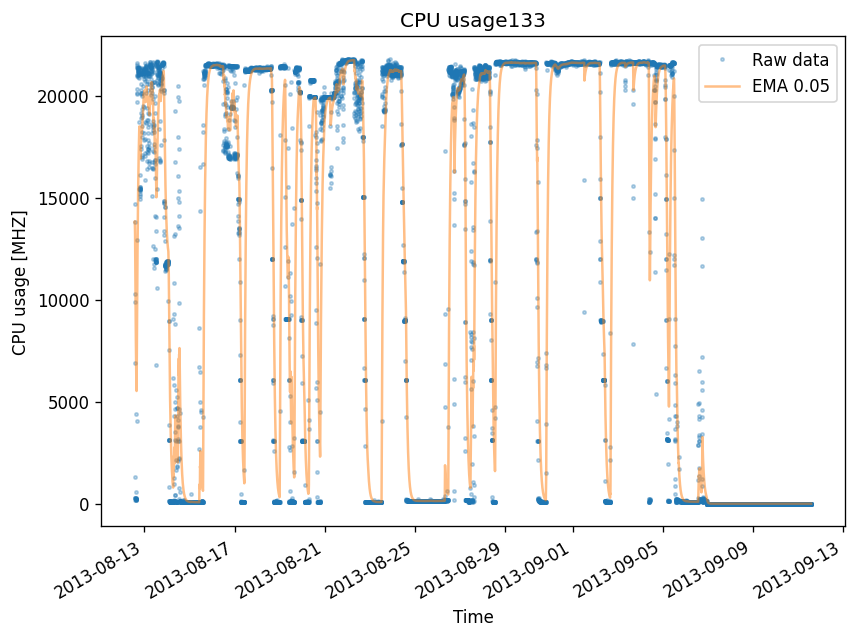 CPU usage133
Raw data
EMA 0.05
CPU usage [MHZ]
20000
15000
10000
5000
0
2013-08-13
2013-08-17
2013-08-21
2013-08-25
2013-08-29
2013-09-01
2013-09-05
2013-09-09
2013-09-13
Time